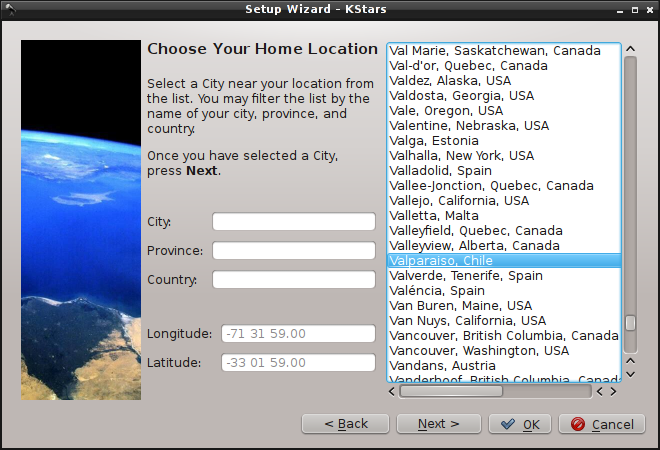 Setup Wizard - KStars
Choose Your Home Location
Select a City near your location from
the list. You may filter the list by the
name of your city, province, and
country.
Once you have selected a City,
press Next.
City:
Province:
Country:
Longitude: -71 31 59.00
Latitude: -33 01 59.00
Val Marie, Saskatchewan, Canada
Val-d'or, Quebec, Canada
Valdez, Alaska, USA
Valdosta, Georgia, USA
Vale, Oregon, USA
Valentine, Nebraska, USA
Valga, Estonia
Valhalla, New York, USA
Valladolid, Spain
Vallee-Jonction, Quebec, Canada
Vallejo, California, USA
Valletta, Malta
Valleyfield, Quebec, Canada
Valleyview, Alberta, Canada
Valparaiso, Chile
Valverde, Tenerife, Spain
Valéncia, Spain
Van Buren, Maine, USA
Van Nuys, California, USA
Vancouver, British Columbia, Canada
Vancouver, Washington, USA
Vandans, Austria
Vanderhoof, British Columbia, Canada
< Back
Next >
OK
Cancel